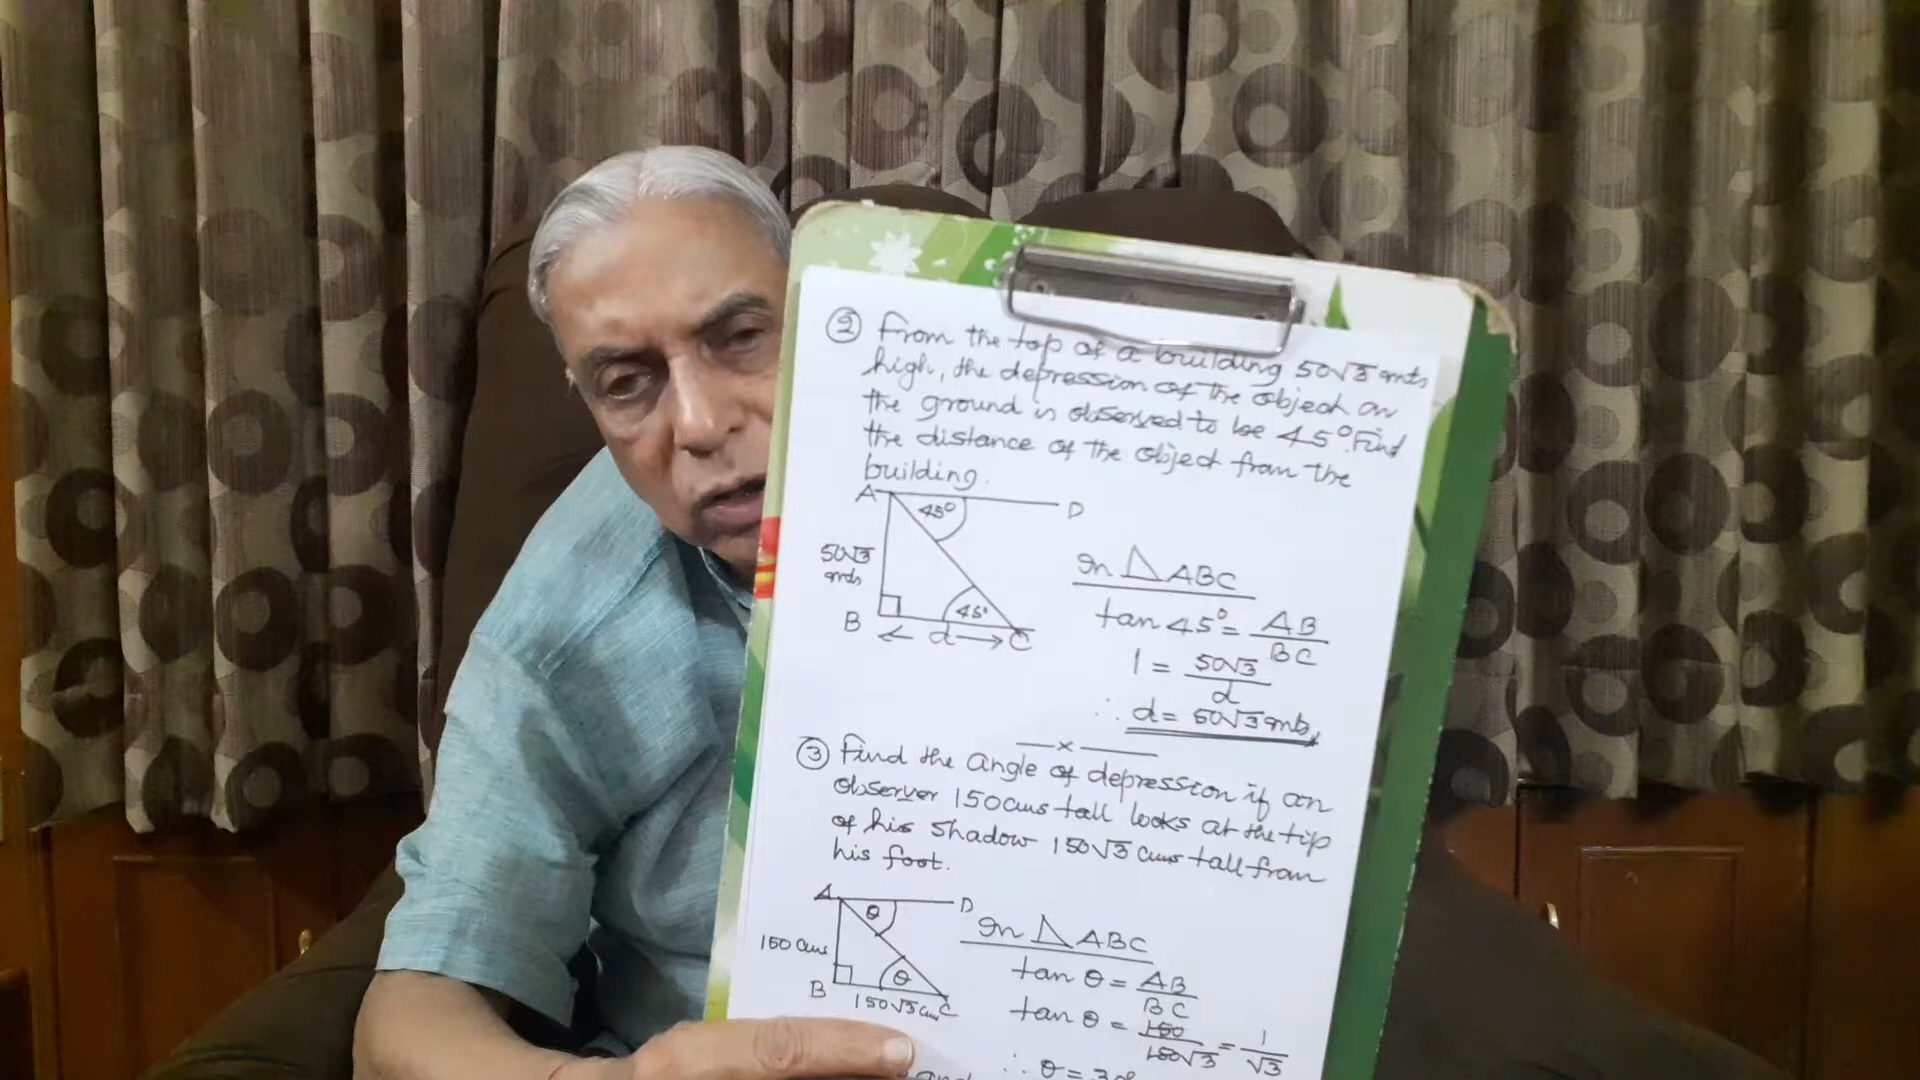 ② From the top of a building 50√3 mts
high, the depression of the object on
the ground is observed to be 45°. Find
the distance of the object from the
building.
A 45° D
50√3
mts
B 45°
← d → C
In △ ABC
tan 45° = AB/BC
1 = 50√3/d
∴ d = 50√3 mts
— × —
③ Find the angle of depression if an
observer 150 cms tall looks at the tip
of his shadow 150√3 cms tall from
his foot.
A θ D
150 cms
B θ
150√3 cms C
In △ ABC
tan θ = AB/BC
tan θ = 150/150√3 = 1/√3
∴ θ =